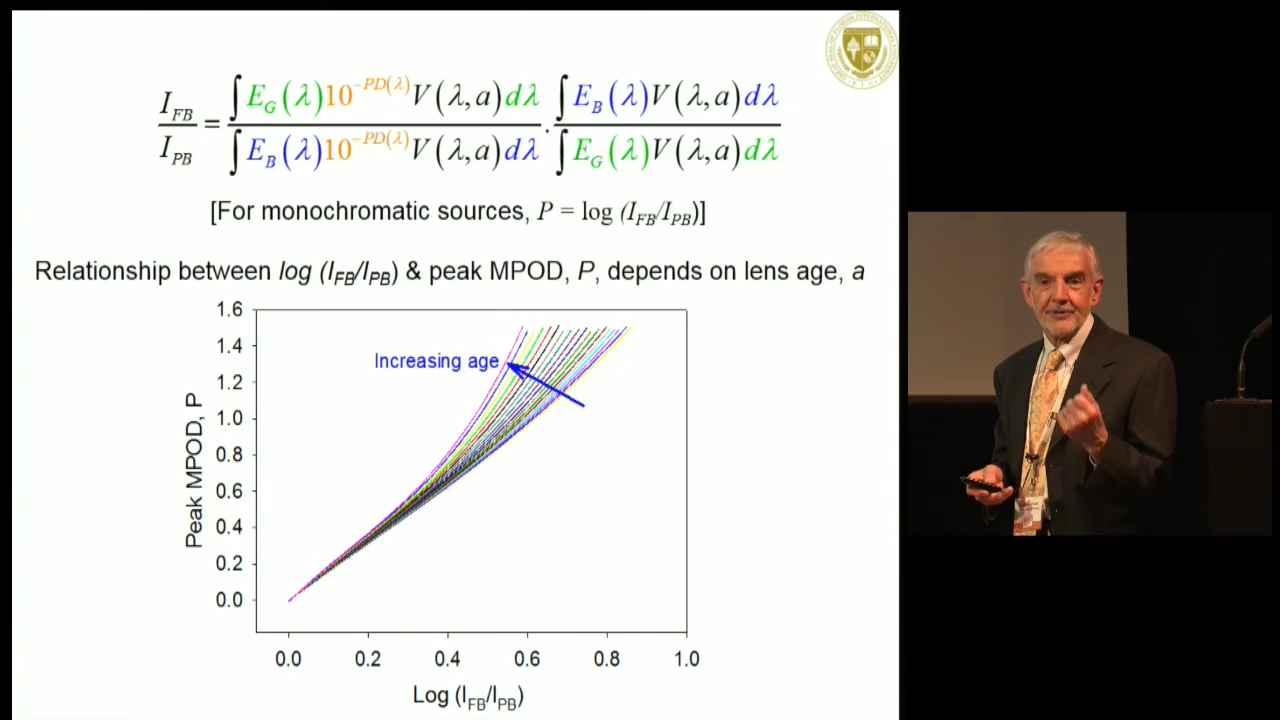 I_FB/I_PB = ∫E_G(λ)10^-PD(λ) V(λ,a)dλ / ∫E_B(λ)10^-PD(λ) V(λ,a)dλ . ∫E_B(λ)V(λ,a)dλ / ∫E_G(λ)V(λ,a)dλ
[For monochromatic sources, P = log (I_FB/I_PB)]
Relationship between log (I_FB/I_PB) & peak MPOD, P, depends on lens age, a
1.6
1.4
1.2
1.0
0.8
0.6
0.4
0.2
0.0
Peak MPOD, P
Increasing age
0.0 0.2 0.4 0.6 0.8 1.0
Log (I_FB/I_PB)